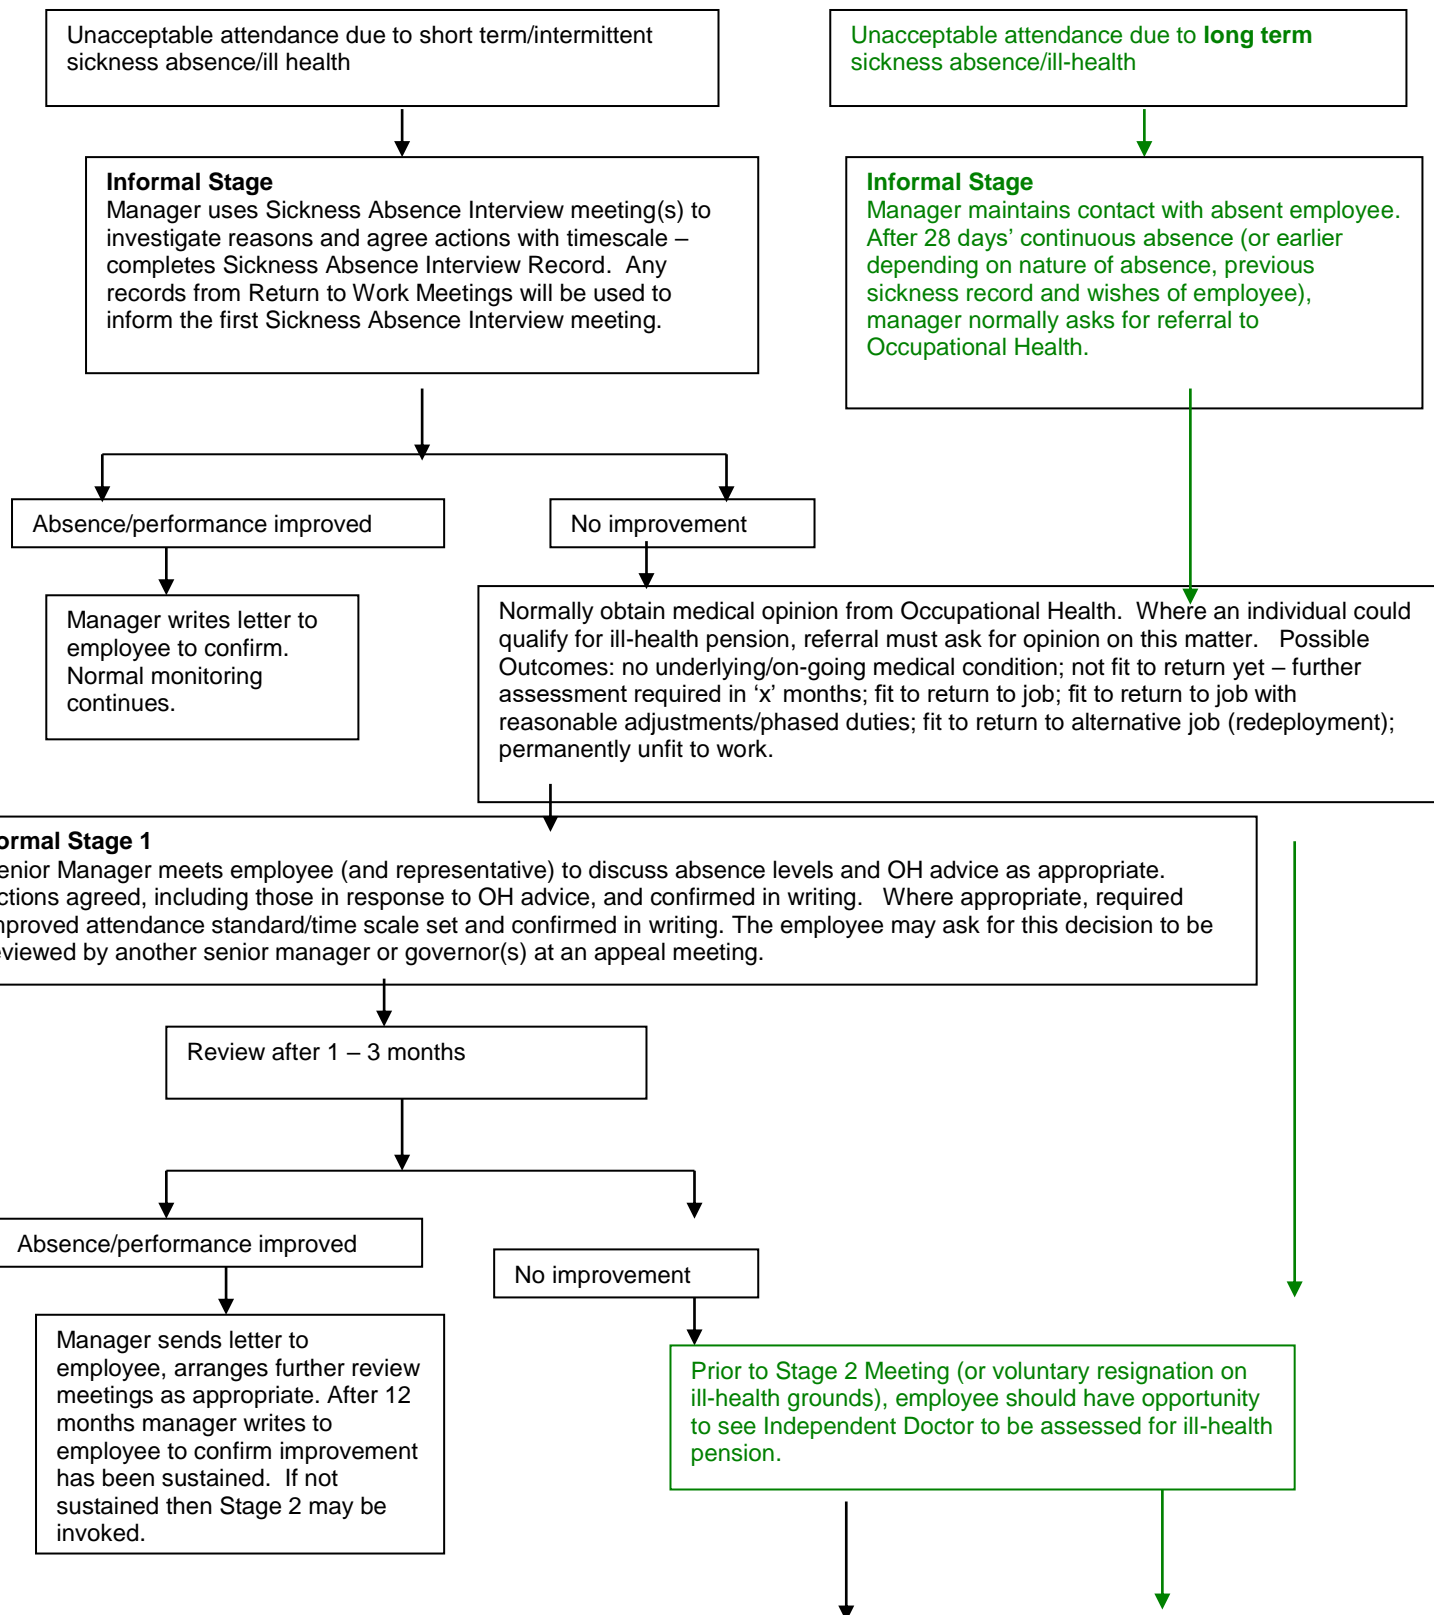 Unacceptable attendance due to short term/intermittent
sickness absence/ill health
Unacceptable attendance due to long term
sickness absence/ill-health
Informal Stage
Manager uses Sickness Absence Interview meeting(s) to
investigate reasons and agree actions with timescale –
completes Sickness Absence Interview Record.  Any
records from Return to Work Meetings will be used to
inform the first Sickness Absence Interview meeting.
Informal Stage
Manager maintains contact with absent employee.
After 28 days’ continuous absence (or earlier
depending on nature of absence, previous
sickness record and wishes of employee),
manager normally asks for referral to
Occupational Health.
Absence/performance improved
No improvement
Manager writes letter to
employee to confirm.
Normal monitoring
continues.
Normally obtain medical opinion from Occupational Health.  Where an individual could
qualify for ill-health pension, referral must ask for opinion on this matter.   Possible
Outcomes: no underlying/on-going medical condition; not fit to return yet – further
assessment required in ‘x’ months; fit to return to job; fit to return to job with
reasonable adjustments/phased duties; fit to return to alternative job (redeployment);
permanently unfit to work.
ormal Stage 1
enior Manager meets employee (and representative) to discuss absence levels and OH advice as appropriate.
ctions agreed, including those in response to OH advice, and confirmed in writing.   Where appropriate, required
mproved attendance standard/time scale set and confirmed in writing. The employee may ask for this decision to be
eviewed by another senior manager or governor(s) at an appeal meeting.
Review after 1 – 3 months
Absence/performance improved
No improvement
Manager sends letter to
employee, arranges further review
meetings as appropriate. After 12
months manager writes to
employee to confirm improvement
has been sustained.  If not
sustained then Stage 2 may be
invoked.
Prior to Stage 2 Meeting (or voluntary resignation on
ill-health grounds), employee should have opportunity
to see Independent Doctor to be assessed for ill-health
pension.